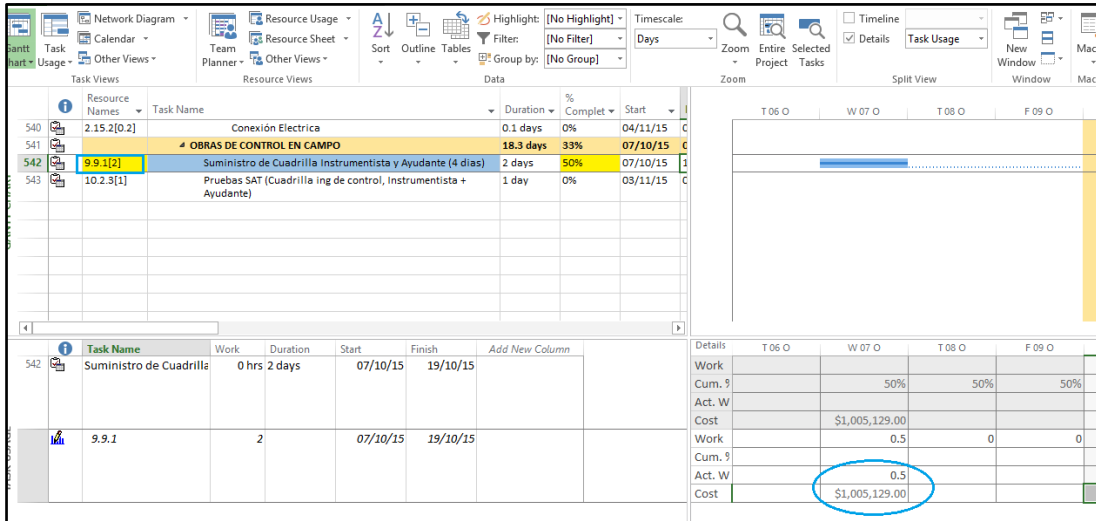 Network Diagram Resource Usage Highlight: [No Highlight] Timescale: Timeline
Calendar Resource Sheet Filter: [No Filter] Days Details Task Usage
Gantt Chart Task Usage Other Views Team Planner Other Views Sort Outline Tables Group by: [No Group] Zoom Entire Project Selected Tasks New Window
Task Views Resource Views Data Zoom Split View Window
Resource Names Task Name Duration % Complet Start T 06 O W 07 O T 08 O F 09 O
540 2.15.2[0.2] Conexión Electrica 0.1 days 0% 04/11/15
541 OBRAS DE CONTROL EN CAMPO 18.3 days 33% 07/10/15
542 9.9.1[2] Suministro de Cuadrilla Instrumentista y Ayudante (4 dias) 2 days 50% 07/10/15
543 10.2.3[1] Pruebas SAT (Cuadrilla ing de control, Instrumentista + 1 day 0% 03/11/15
Ayudante)
Task Name Work Duration Start Finish Add New Column Details T 06 O W 07 O T 08 O F 09 O
542 Suministro de Cuadrilla 0 hrs 2 days 07/10/15 19/10/15 Work
Cum. 50% 50% 50%
Act. W
Cost $1,005,129.00
9.9.1 2 07/10/15 19/10/15 Work 0.5 0 0
Cum.
Act. W 0.5
Cost $1,005,129.00